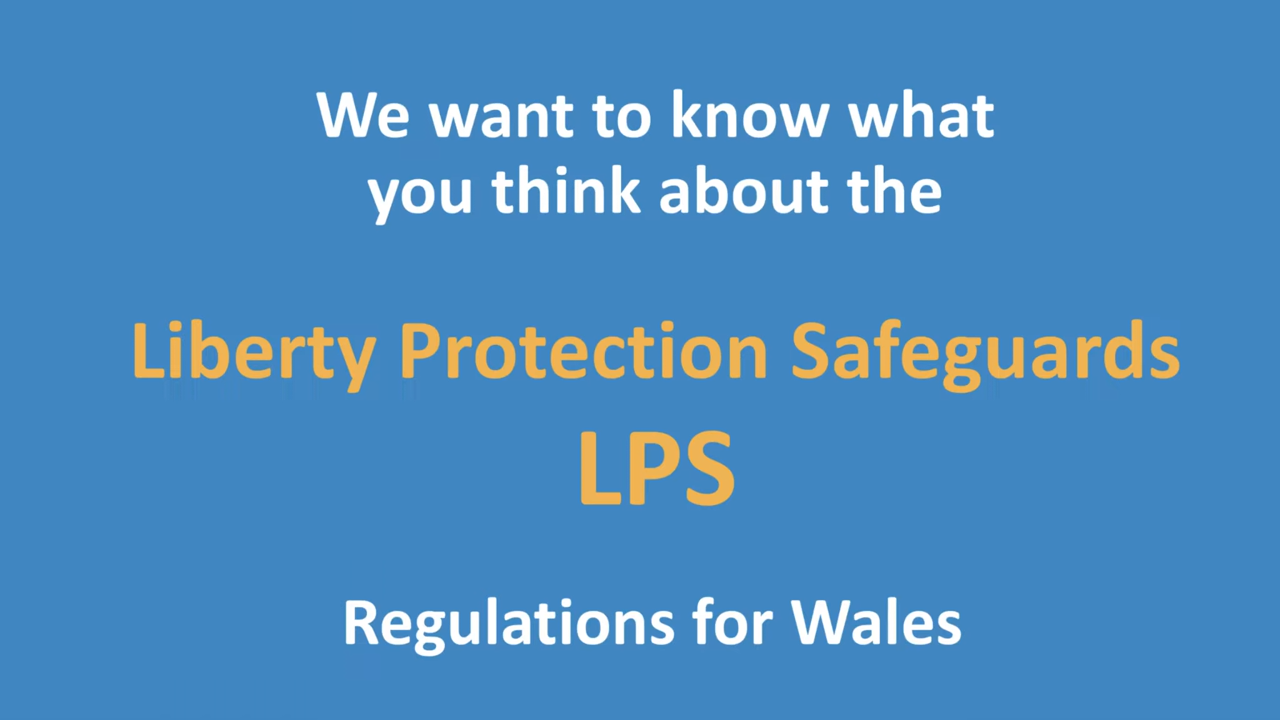 We want to know what
you think about the
Liberty Protection Safeguards
LPS
Regulations for Wales